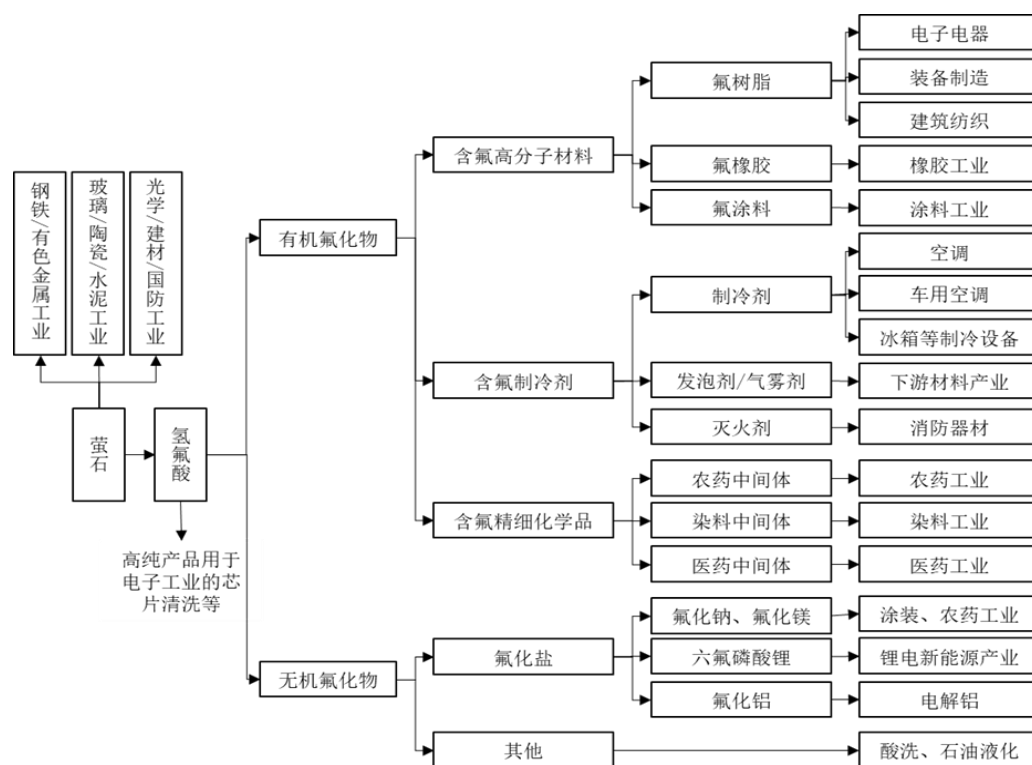 钢铁/有色金属工业
玻璃/陶瓷/水泥工业
光学/建材/国防工业
萤石
氢氟酸
高纯产品用于
电子工业的芯
片清洗等
有机氟化物
无机氟化物
含氟高分子材料
含氟制冷剂
含氟精细化学品
氟化盐
其他
氟树脂
氟橡胶
氟涂料
制冷剂
发泡剂/气雾剂
灭火剂
农药中间体
染料中间体
医药中间体
氟化钠、氟化镁
六氟磷酸锂
氟化铝
电子电器
装备制造
建筑纺织
橡胶工业
涂料工业
空调
车用空调
冰箱等制冷设备
下游材料产业
消防器材
农药工业
染料工业
医药工业
涂装、农药工业
锂电新能源产业
电解铝
酸洗、石油液化